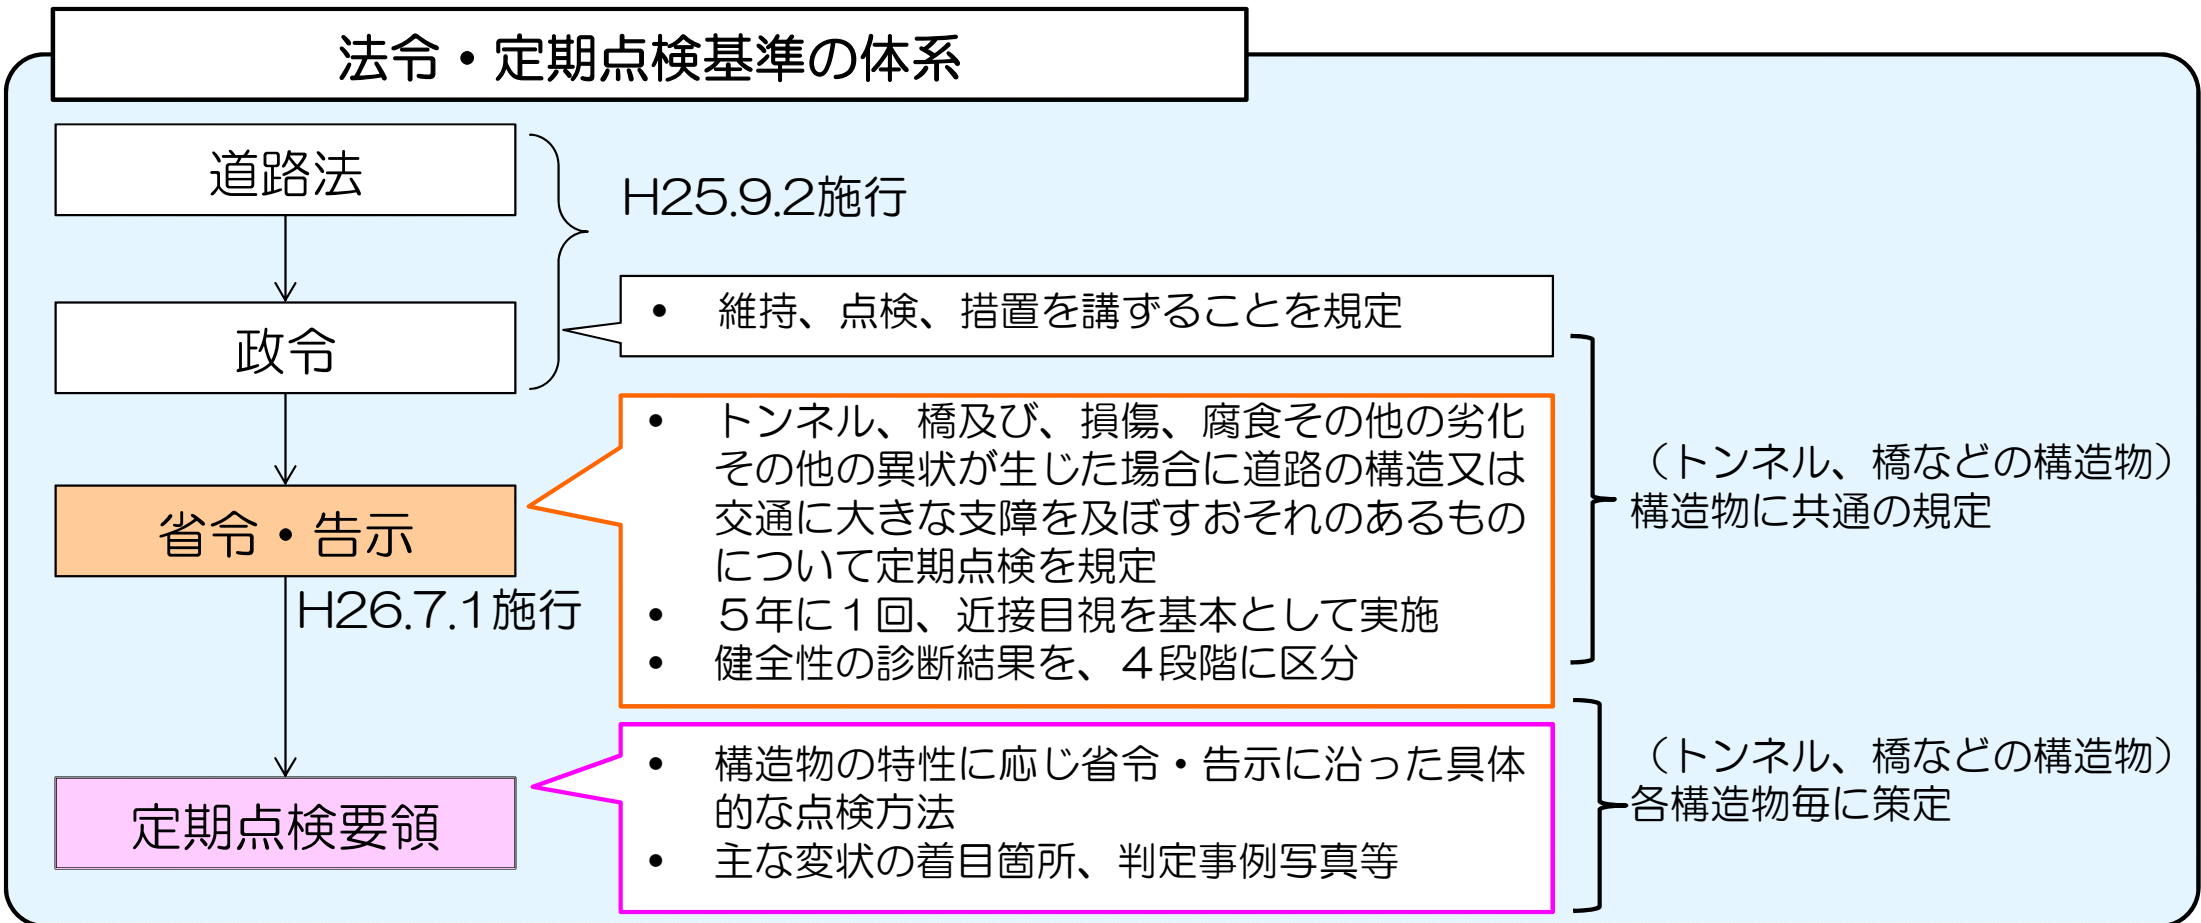 法令・定期点検基準の体系
道路法
H25.9.2施行
政令
• 維持、点検、措置を講ずることを規定
省令・告示
H26.7.1施行
• トンネル、橋及び、損傷、腐食その他の劣化
その他の異状が生じた場合に道路の構造又は
交通に大きな支障を及ぼすおそれのあるもの
について定期点検を規定
• ５年に１回、近接目視を基本として実施
• 健全性の診断結果を、４段階に区分
（トンネル、橋などの構造物）
構造物に共通の規定
定期点検要領
• 構造物の特性に応じ省令・告示に沿った具体
的な点検方法
• 主な変状の着目箇所、判定事例写真等
（トンネル、橋などの構造物）
各構造物毎に策定